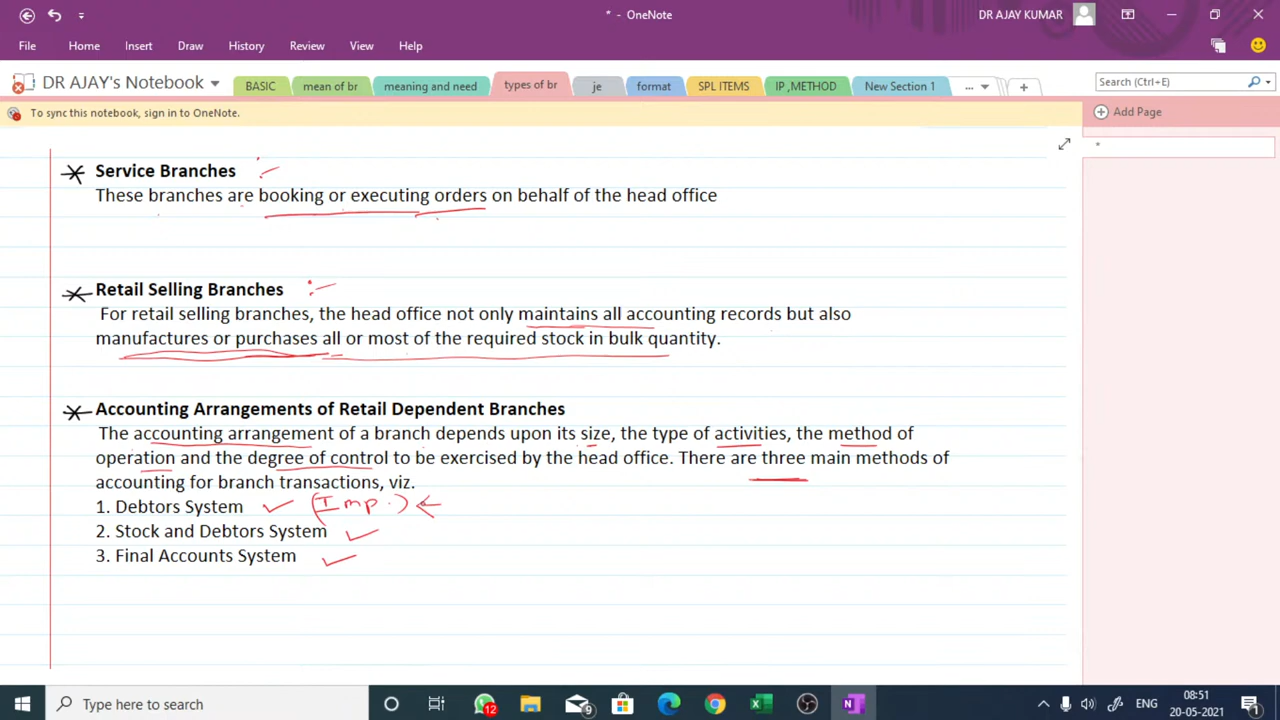 * - OneNote
DR AJAY KUMAR
File Home Insert Draw History Review View Help
DR AJAY's Notebook
BASIC mean of br meaning and need types of br je format SPL ITEMS IP ,METHOD New Section 1 ...
Search (Ctrl+E)
To sync this notebook, sign in to OneNote.
Add Page
*
Service Branches :-
These branches are booking or executing orders on behalf of the head office
Retail Selling Branches :-
For retail selling branches, the head office not only maintains all accounting records but also
manufactures or purchases all or most of the required stock in bulk quantity.
Accounting Arrangements of Retail Dependent Branches
The accounting arrangement of a branch depends upon its size, the type of activities, the method of
operation and the degree of control to be exercised by the head office. There are three main methods of
accounting for branch transactions, viz.
1. Debtors System (Imp.)
2. Stock and Debtors System
3. Final Accounts System
Type here to search
12
9
ENG
08:51
20-05-2021
1